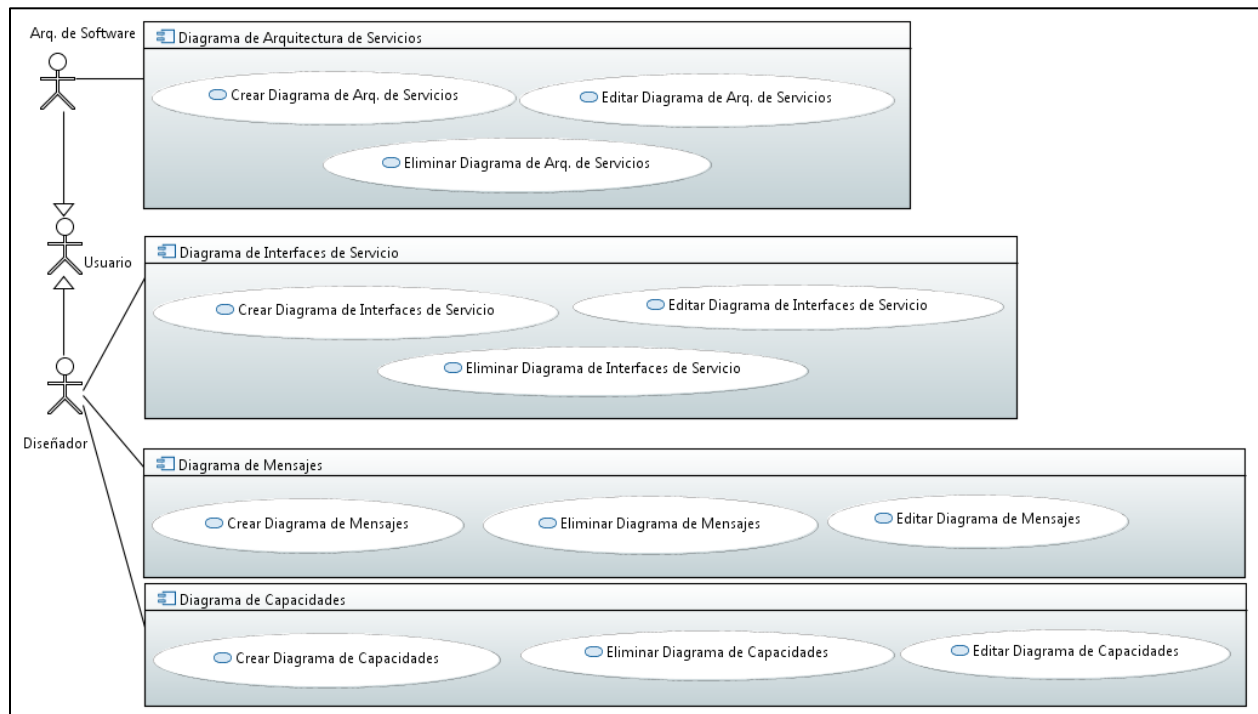 Arq. de Software
Diagrama de Arquitectura de Servicios
Crear Diagrama de Arq. de Servicios
Editar Diagrama de Arq. de Servicios
Eliminar Diagrama de Arq. de Servicios
Usuario
Diagrama de Interfaces de Servicio
Crear Diagrama de Interfaces de Servicio
Editar Diagrama de Interfaces de Servicio
Eliminar Diagrama de Interfaces de Servicio
Diseñador
Diagrama de Mensajes
Crear Diagrama de Mensajes
Eliminar Diagrama de Mensajes
Editar Diagrama de Mensajes
Diagrama de Capacidades
Crear Diagrama de Capacidades
Eliminar Diagrama de Capacidades
Editar Diagrama de Capacidades